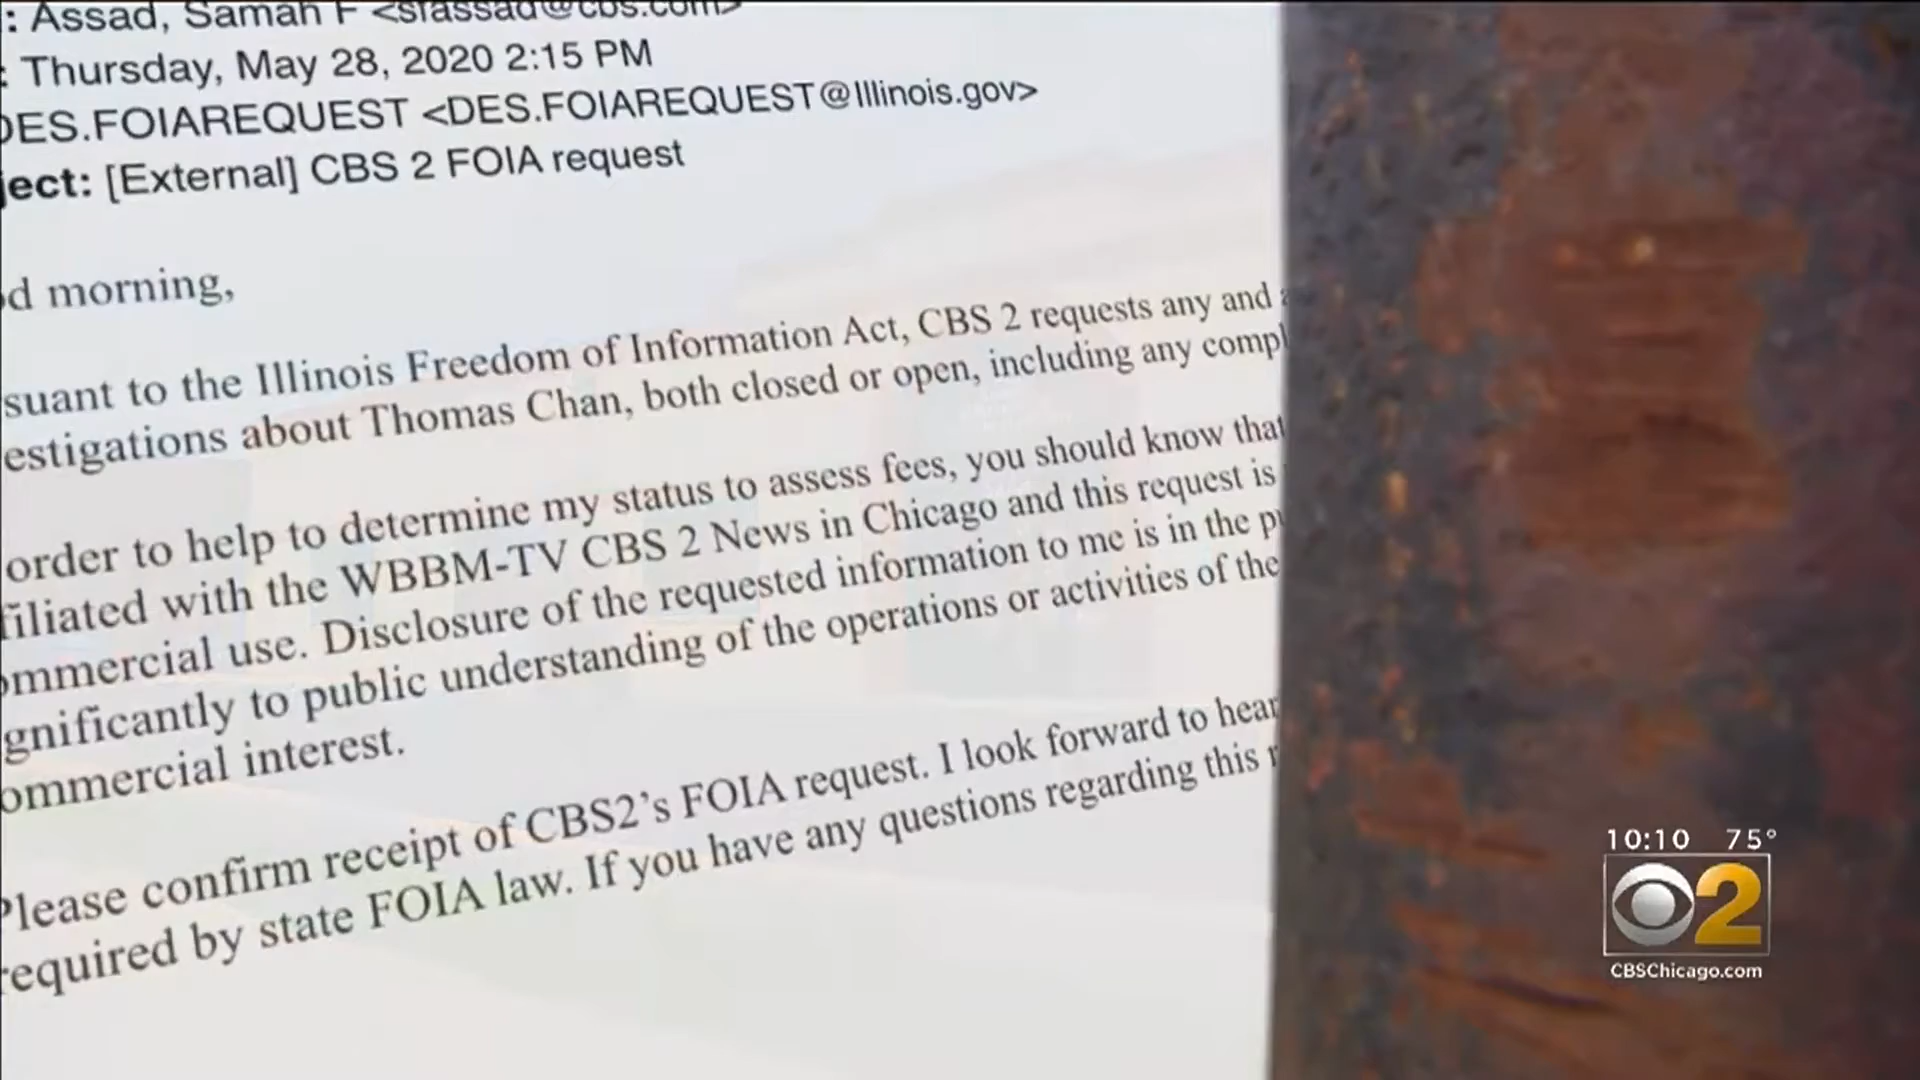 : Assad, Samah F <sfassad@cbs.com>
: Thursday, May 28, 2020 2:15 PM
DES.FOIAREQUEST <DES.FOIAREQUEST@Illinois.gov>
ject: [External] CBS 2 FOIA request
od morning,
suant to the Illinois Freedom of Information Act, CBS 2 requests any and
estigations about Thomas Chan, both closed or open, including any compl
order to help to determine my status to assess fees, you should know that
filiated with the WBBM-TV CBS 2 News in Chicago and this request is
ommercial use. Disclosure of the requested information to me is in the pu
gnificantly to public understanding of the operations or activities of the
ommercial interest.
Please confirm receipt of CBS2's FOIA request. I look forward to hear
required by state FOIA law. If you have any questions regarding this r
10:10 75°
2
CBSChicago.com